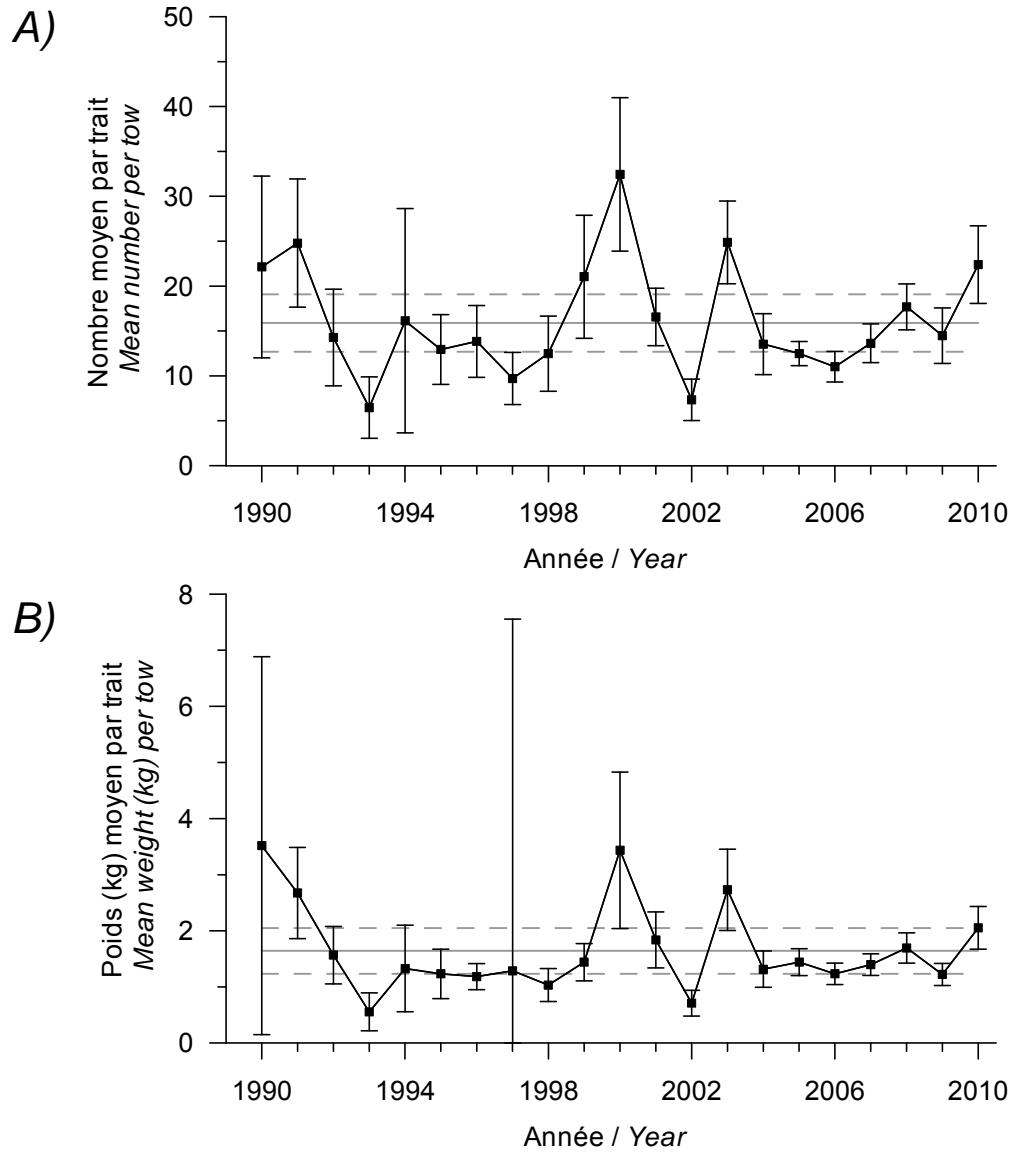 A)
50
40
30
20
10
0
Nombre moyen par trait
Mean number per tow
1990 1994 1998 2002 2006 2010
Année / Year
B)
8
6
4
2
0
Poids (kg) moyen par trait
Mean weight (kg) per tow
1990 1994 1998 2002 2006 2010
Année / Year